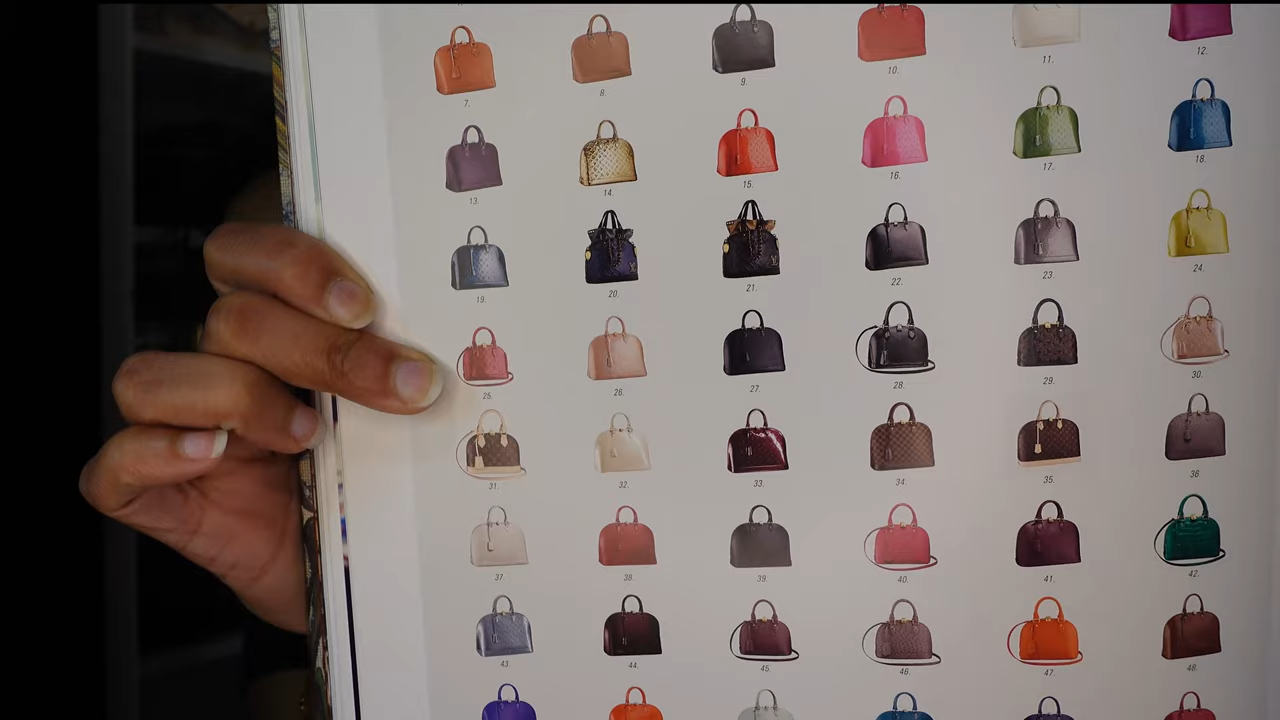 7. 8. 9. 10. 11. 12.
13. 14. 15. 16. 17. 18.
19. 20. 21. 22. 23. 24.
25. 26. 27. 28. 29. 30.
31. 32. 33. 34. 35. 36.
37. 38. 39. 40. 41. 42.
43. 44. 45. 46. 47. 48.